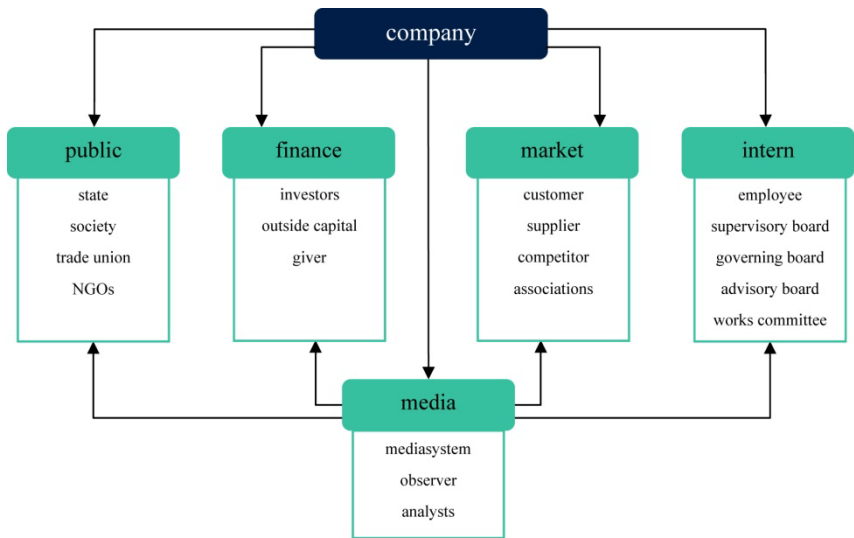 company
public
state
society
trade union
NGOs
finance
investors
outside capital
giver
market
customer
supplier
competitor
associations
intern
employee
supervisory board
governing board
advisory board
works committee
media
mediasystem
observer
analysts